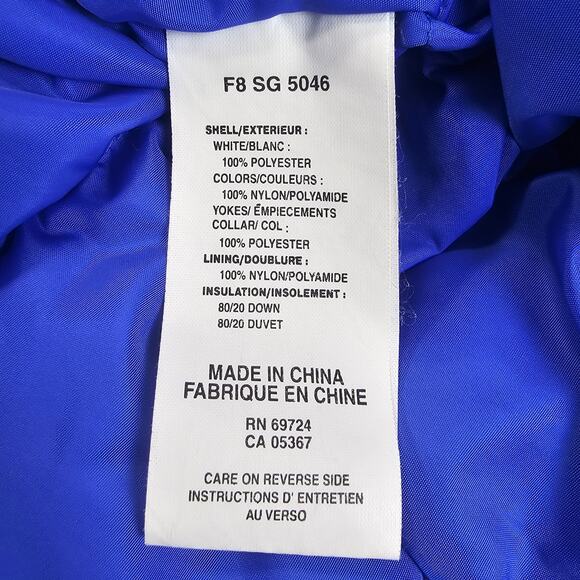 F8 SG 5046
SHELL/EXTERIEUR :
WHITE/BLANC :
100% POLYESTER
COLORS/COULEURS :
100% NYLON/POLYAMIDE
YOKES/ ÉMPIECEMENTS
COLLAR/ COL :
100% POLYESTER
LINING/DOUBLURE :
100% NYLON/POLYAMIDE
INSULATION/INSOLEMENT :
80/20 DOWN
80/20 DUVET
MADE IN CHINA
FABRIQUE EN CHINE
RN 69724
CA 05367
CARE ON REVERSE SIDE
INSTRUCTIONS D' ENTRETIEN
AU VERSO